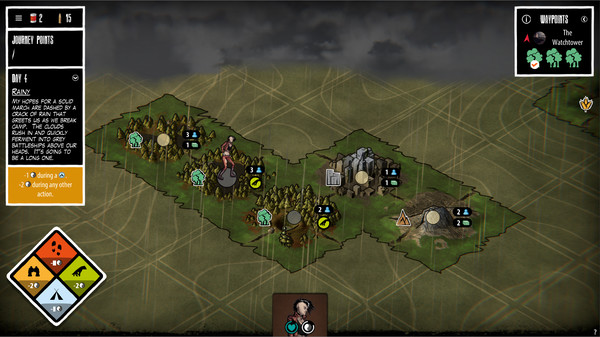 2
15
JOURNEY POINTS
/
DAY 4
RAINY
MY HOPES FOR A SOLID
MARCH ARE DASHED BY A
CRACK OF RAIN THAT
GREETS US AS WE BREAK
CAMP. THE CLOUDS
RUSH IN AND QUICKLY
FERMENT INTO GREY
BATTLESHIPS ABOVE OUR
HEADS. IT'S GOING TO
BE A LONG ONE.
-1 during a
-2 during any other
action.
WAYPOINTS
The
Watchtower
3
1
3
2
1
1
2
2
-2
-2
?